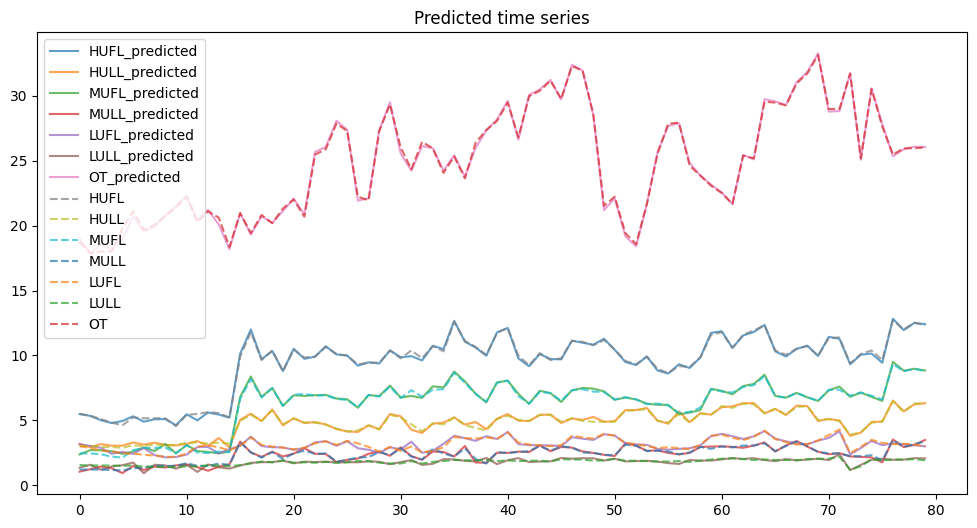 Predicted time series
HUFL_predicted
HULL_predicted
MUFL_predicted
MULL_predicted
LUFL_predicted
LULL_predicted
OT_predicted
HUFL
HULL
MUFL
MULL
LUFL
LULL
OT
30
25
20
15
10
5
0
0 10 20 30 40 50 60 70 80